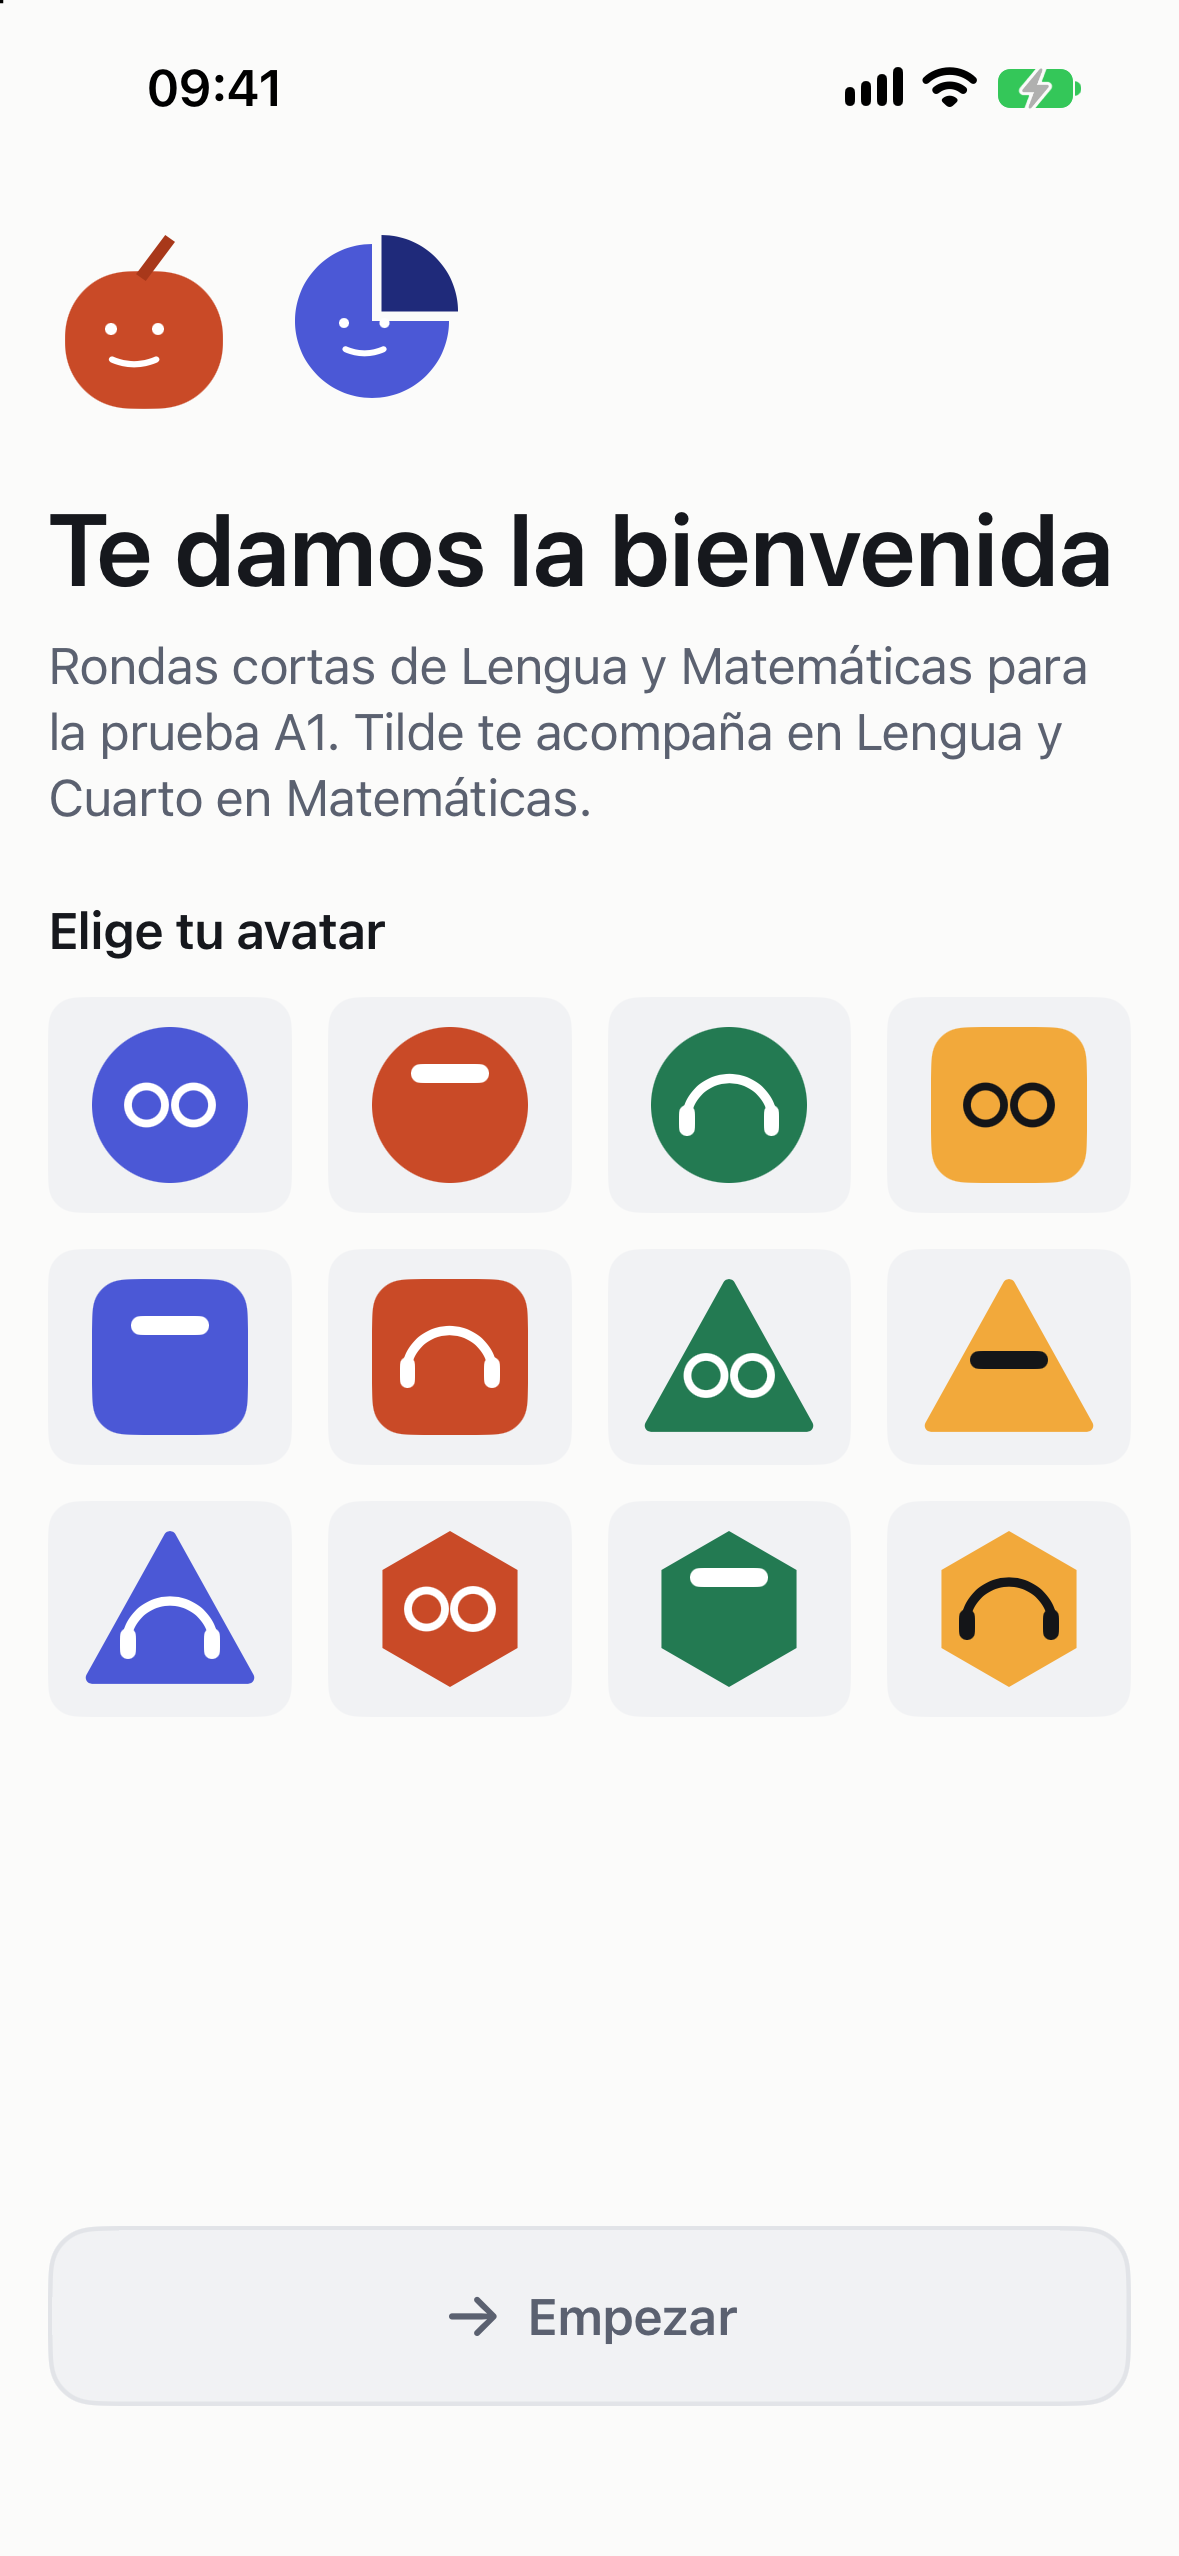 09:41
Te damos la bienvenida
Rondas cortas de Lengua y Matemáticas para
la prueba A1. Tilde te acompaña en Lengua y
Cuarto en Matemáticas.
Elige tu avatar
Empezar